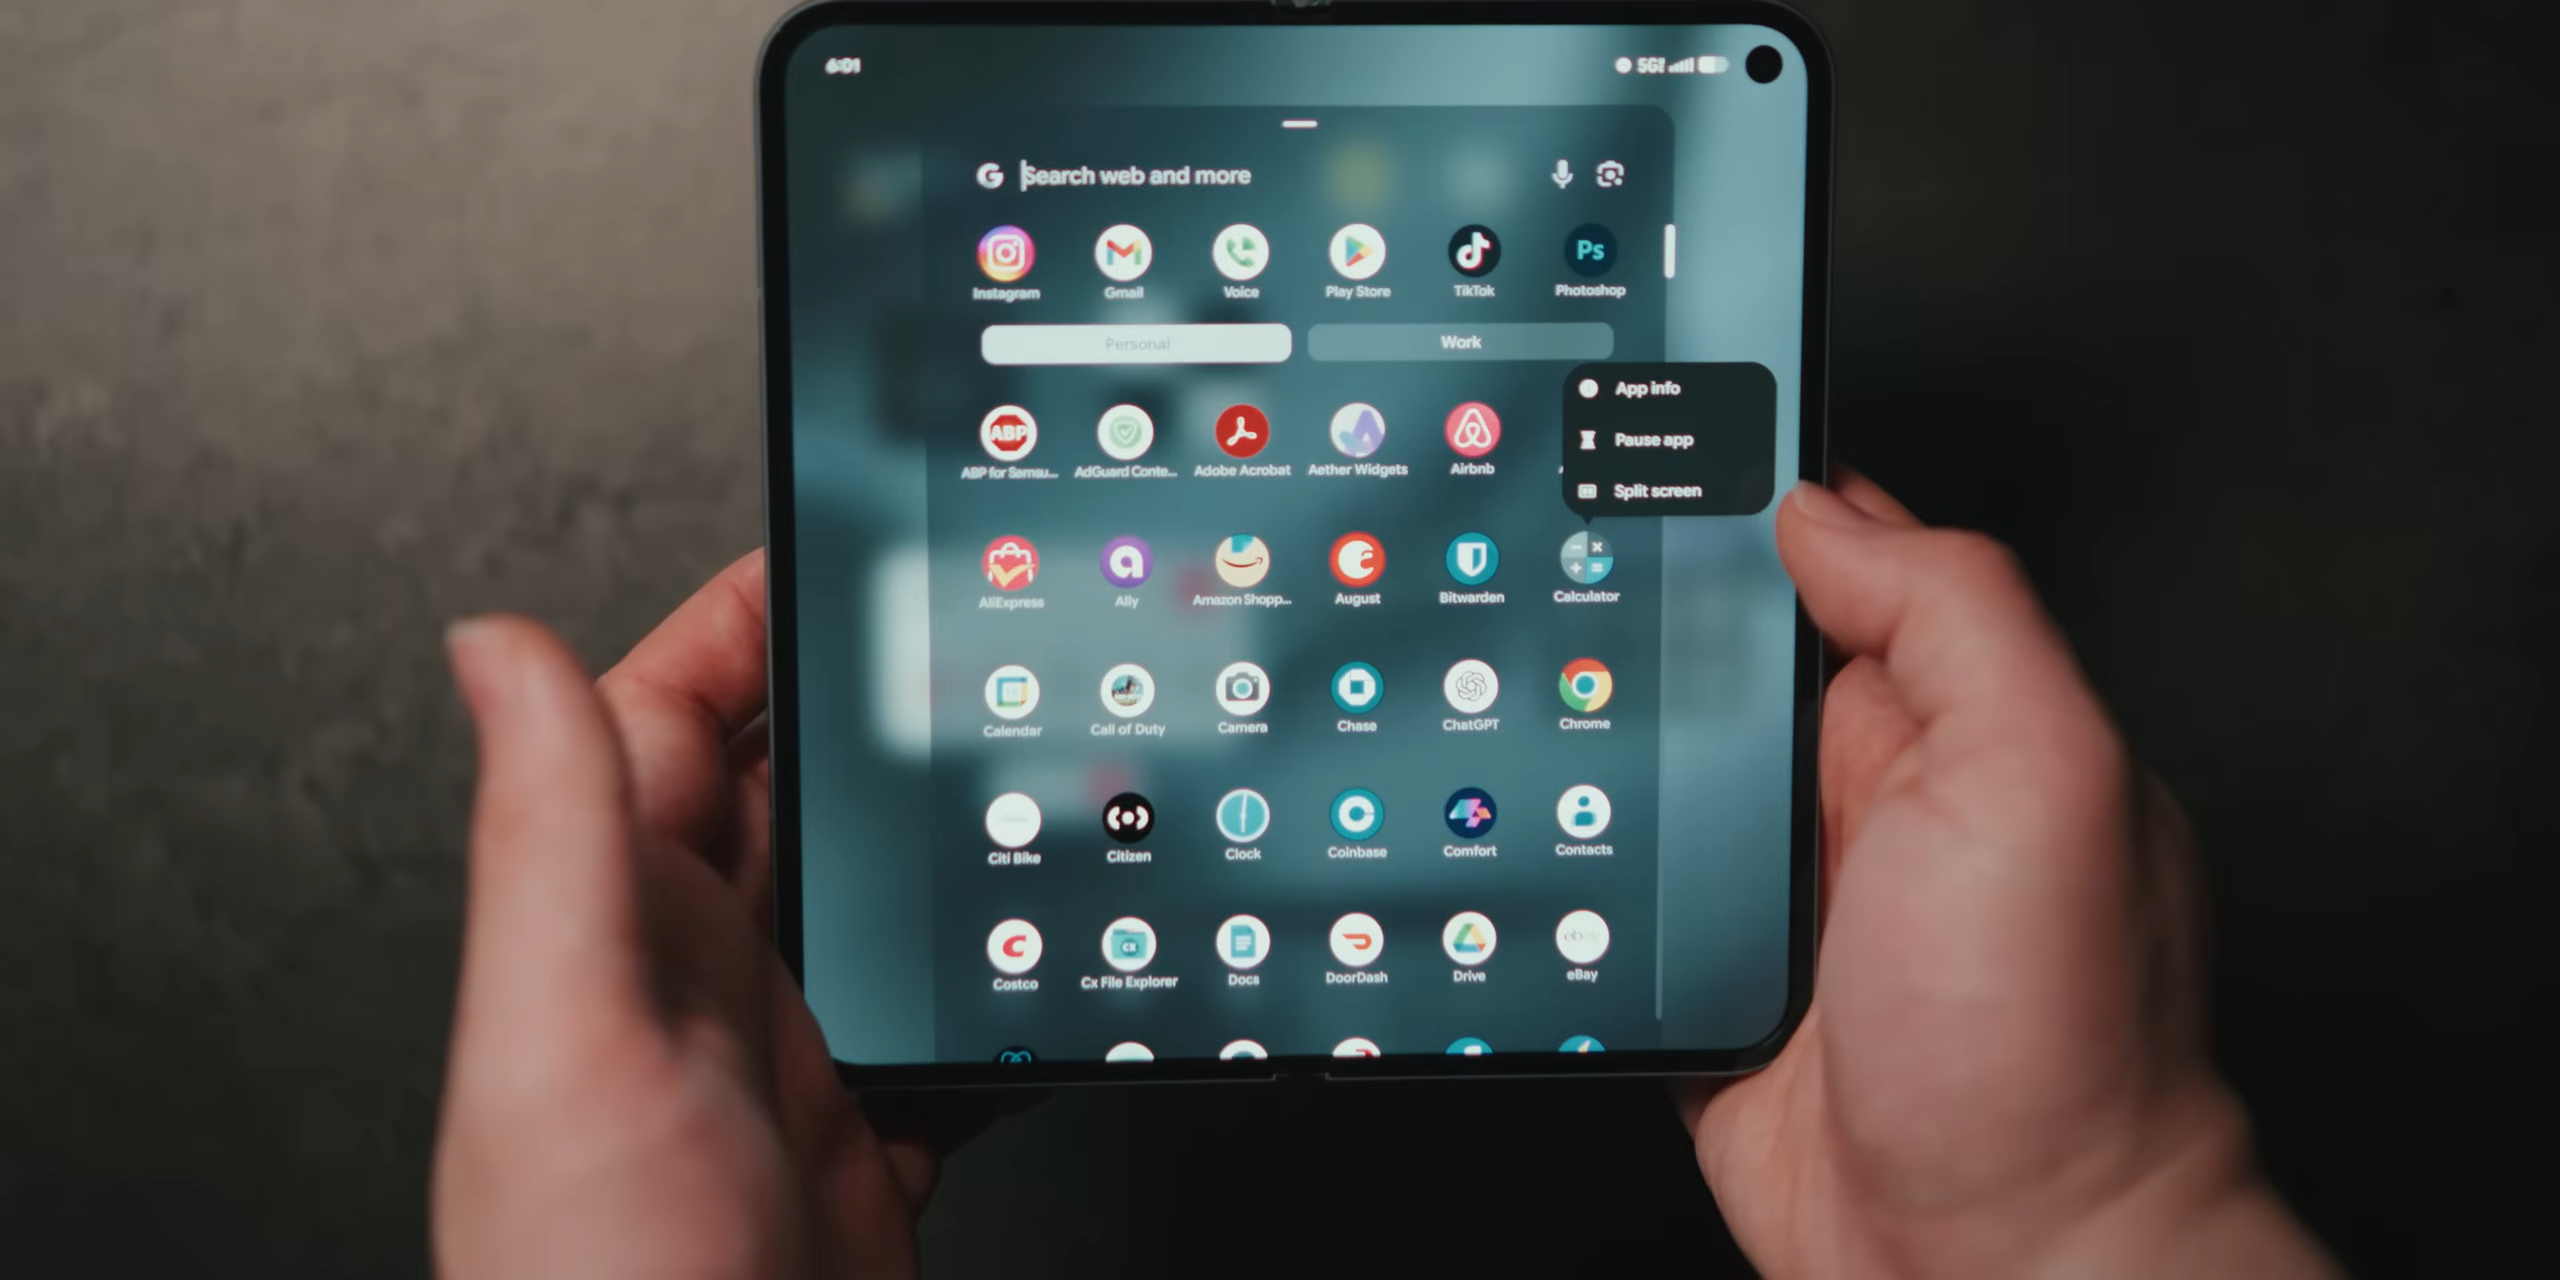 6:01
5G
Search web and more
Instagram Gmail Voice Play Store TikTok Photoshop
Ps
Personal Work
App info
Pause app
Split screen
ABP
ABP for Samsu... AdGuard Conte... Adobe Acrobat Aether Widgets Airbnb
AliExpress Ally Amazon Shopp... August Bitwarden Calculator
Calendar Call of Duty Camera Chase ChatGPT Chrome
Citi Bike Citizen Clock Coinbase Comfort Contacts
CX
ebay
Costco Cx File Explorer Docs DoorDash Drive eBay